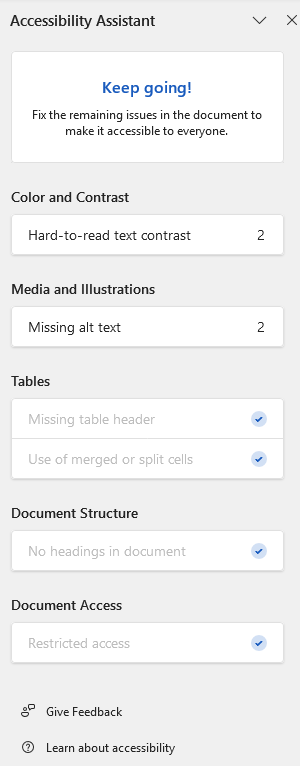 Accessibility Assistant
Keep going!
Fix the remaining issues in the document to
make it accessible to everyone.
Color and Contrast
Hard-to-read text contrast 2
Media and Illustrations
Missing alt text 2
Tables
Missing table header
Use of merged or split cells
Document Structure
No headings in document
Document Access
Restricted access
Give Feedback
Learn about accessibility